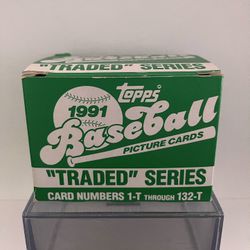 "TRADED" SERIES
topps
1991
Baseball
PICTURE CARDS
"TRADED" SERIES
CARD NUMBERS 1-T THROUGH 132-T